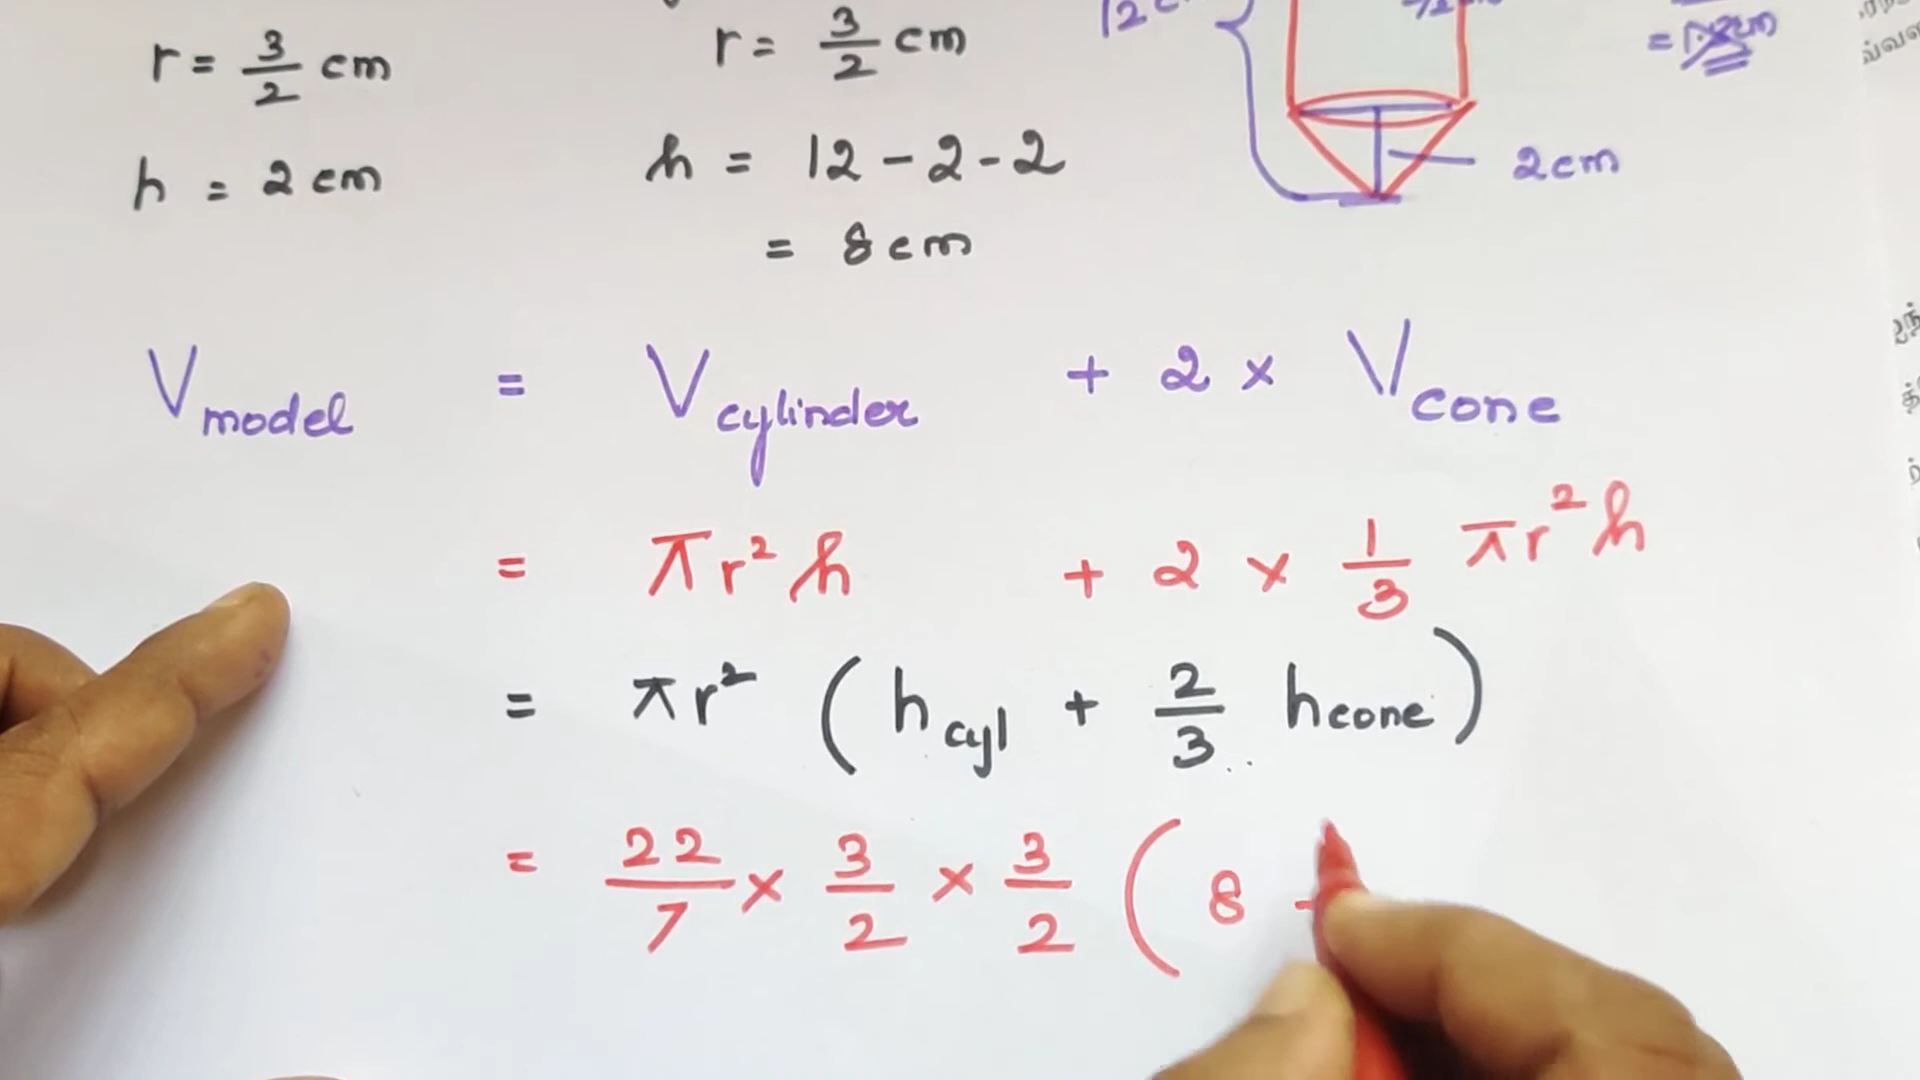 r = 3/2 cm
h = 2 cm
r = 3/2 cm
h = 12 - 2 - 2
= 8 cm
2cm
V model = V cylinder + 2 × V cone
= πr²h + 2 × 1/3 πr²h
= πr² ( h cyl + 2/3 h cone )
= 22/7 × 3/2 × 3/2 ( 8